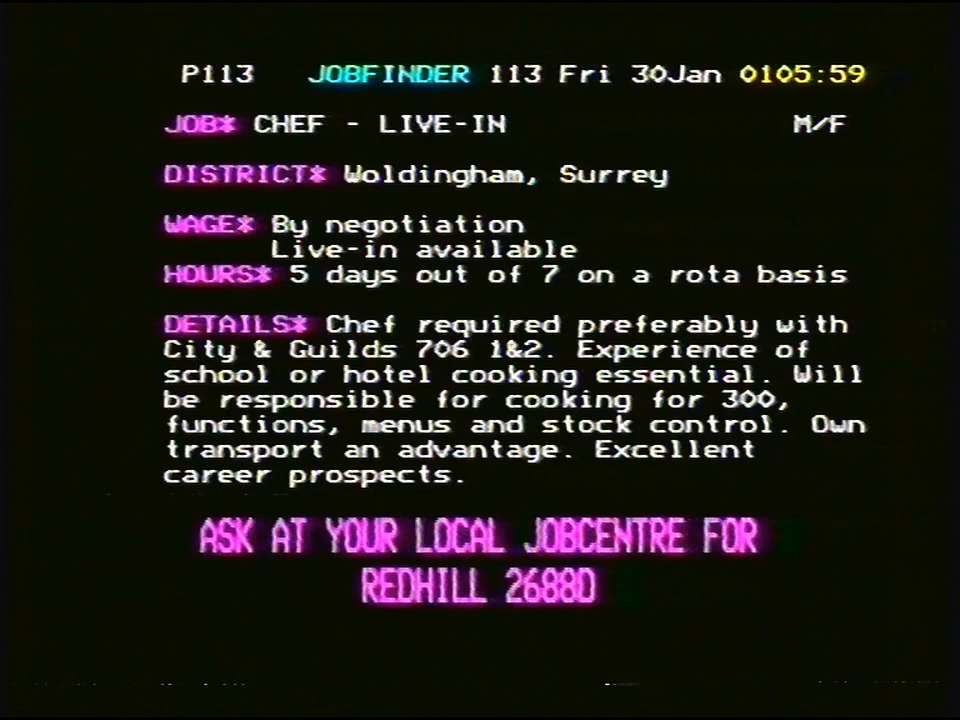 P113 JOBFINDER 113 Fri 30Jan 0105:59
JOB* CHEF - LIVE-IN M/F
DISTRICT* Woldingham, Surrey
WAGE* By negotiation
Live-in available
HOURS* 5 days out of 7 on a rota basis
DETAILS* Chef required preferably with
City & Guilds 706 1&2. Experience of
school or hotel cooking essential. Will
be responsible for cooking for 300,
functions, menus and stock control. Own
transport an advantage. Excellent
career prospects.
ASK AT YOUR LOCAL JOBCENTRE FOR
REDHILL 2688D